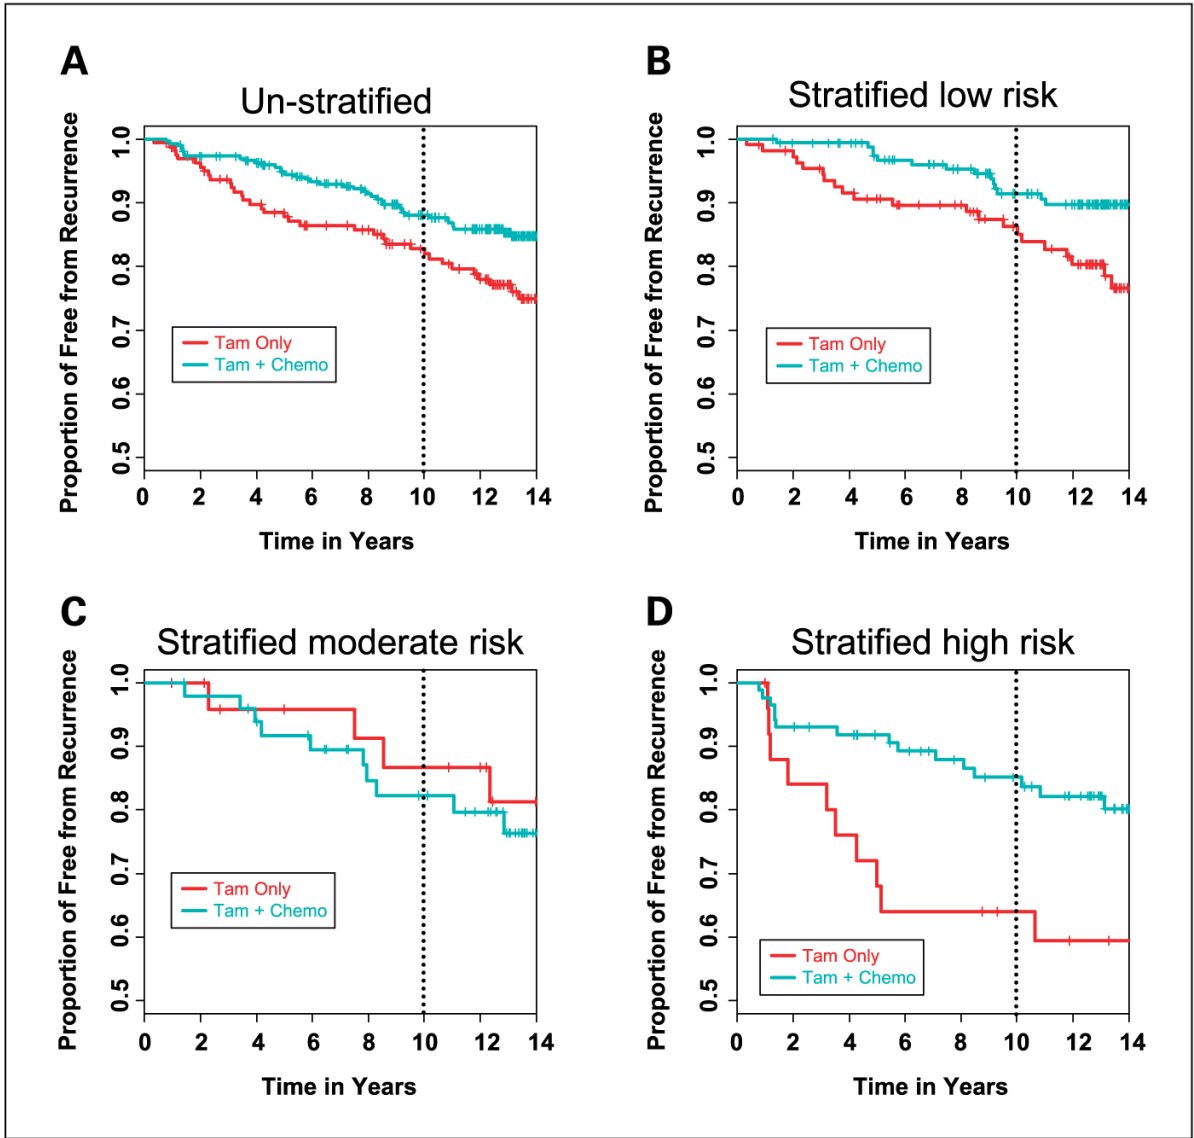 A
Un-stratified
Proportion of Free from Recurrence
1.0
0.9
0.8
0.7
0.6
0.5
Tam Only
Tam + Chemo
0 2 4 6 8 10 12 14
Time in Years
B
Stratified low risk
Proportion of Free from Recurrence
1.0
0.9
0.8
0.7
0.6
0.5
Tam Only
Tam + Chemo
0 2 4 6 8 10 12 14
Time in Years
C
Stratified moderate risk
Proportion of Free from Recurrence
1.0
0.9
0.8
0.7
0.6
0.5
Tam Only
Tam + Chemo
0 2 4 6 8 10 12 14
Time in Years
D
Stratified high risk
Proportion of Free from Recurrence
1.0
0.9
0.8
0.7
0.6
0.5
Tam Only
Tam + Chemo
0 2 4 6 8 10 12 14
Time in Years